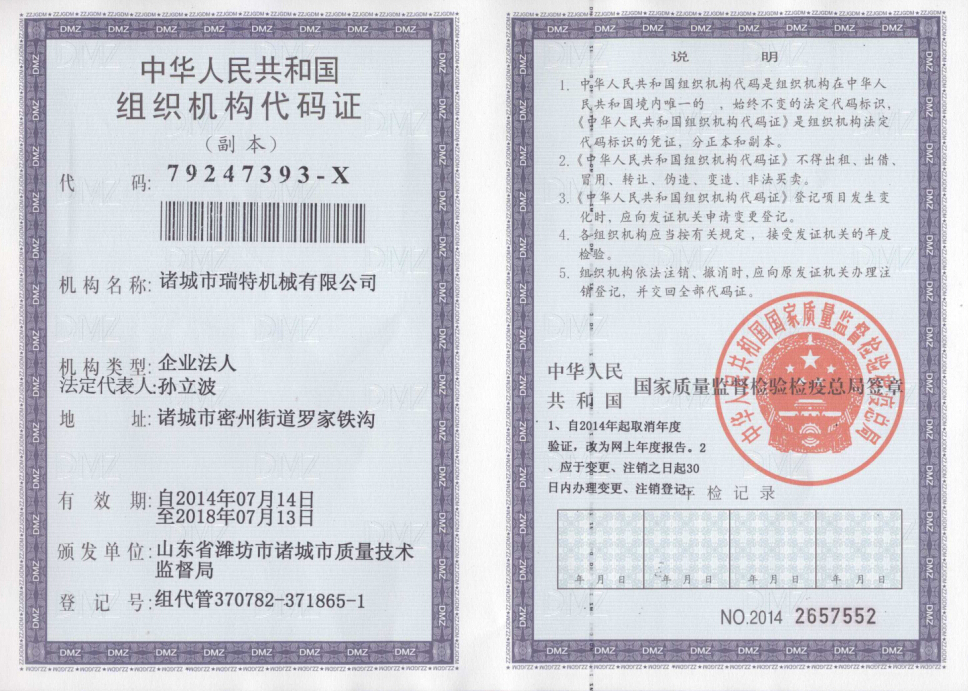 中华人民共和国
组织机构代码证
（副本）
代 码: 79247393-X
机构名称: 诸城市瑞特机械有限公司
机构类型: 企业法人
法定代表人: 孙立波
地 址: 诸城市密州街道罗家铁沟
有 效 期: 自2014年07月14日
至2018年07月13日
颁发单位: 山东省潍坊市诸城市质量技术
监督局
登 记 号: 组代管370782-371865-1
说 明
1. 中华人民共和国组织机构代码是组织机构在中华人
民共和国境内唯一的 、始终不变的法定代码标识，
《中华人民共和国组织机构代码证》是组织机构法定
代码标识的凭证，分正本和副本。
2.《中华人民共和国组织机构代码证》不得出租、出借、
冒用、转让、伪造、变造、非法买卖。
3.《中华人民共和国组织机构代码证》登记项目发生变
化时，应向发证机关申请变更登记。
4. 各组织机构应当按有关规定，接受发证机关的年度
检验。
5. 组织机构依法注销、撤消时，应向原发证机关办理注
销登记，并交回全部代码证。
中华人民
共和国
国家质量监督检验检疫总局签章
中华人民共和国国家质量监督检验检疫总局
1、自2014年起取消年度
验证，改为网上年度报告。2
、应于变更、注销之日起30
日内办理变更、注销登记。
年检记录
年 月 日 年 月 日 年 月 日 年 月 日
NO.2014 2657552